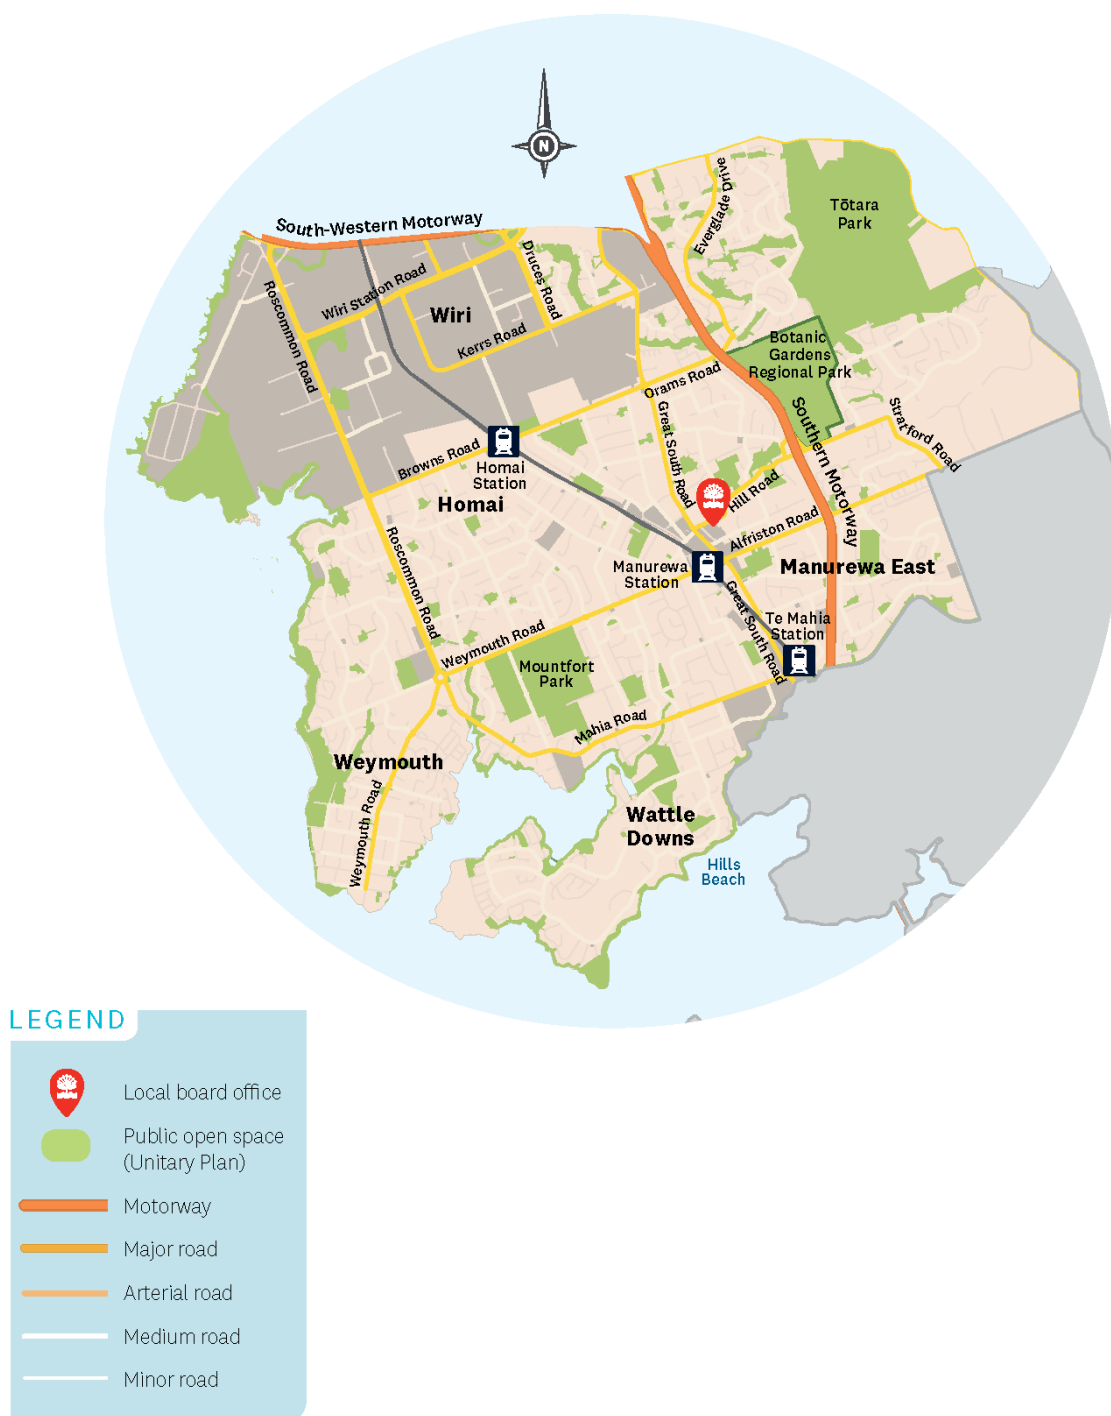 N
South-Western Motorway
Everglade Drive
Tōtara
Park
Druces Road
Wiri Station Road
Roscommon Road
Wiri
Kerrs Road
Botanic
Gardens
Regional Park
Orams Road
Great South Road
Southern Motorway
Stratford Road
Browns Road
Homai
Station
Homai
Hill Road
Alfriston Road
Roscommon Road
Manurewa
Station
Manurewa East
Great South Road
Te Mahia
Station
Weymouth Road
Mountfort
Park
Mahia Road
Weymouth
Weymouth Road
Wattle
Downs
Hills
Beach
LEGEND
Local board office
Public open space
(Unitary Plan)
Motorway
Major road
Arterial road
Medium road
Minor road